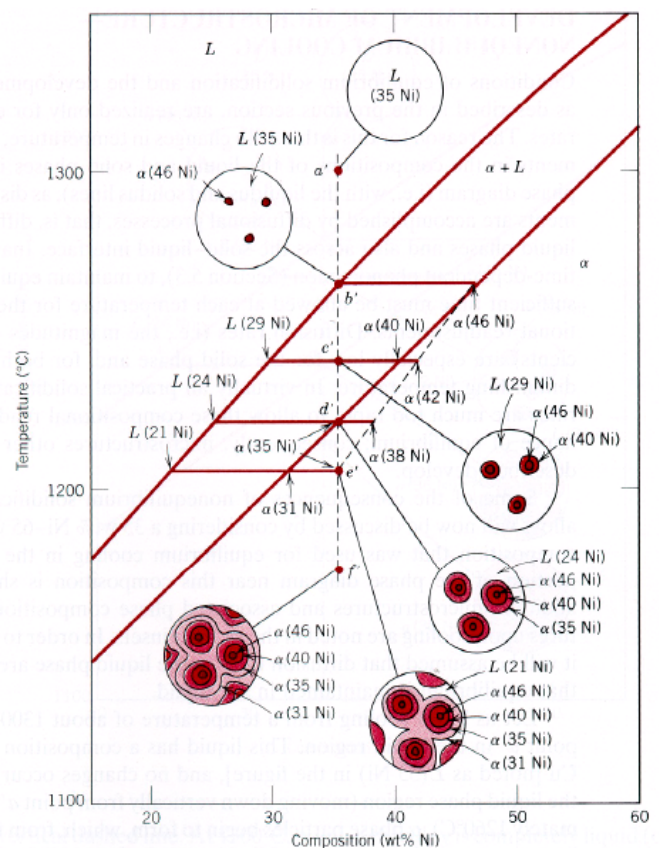 L
L
(35 Ni)
L (35 Ni)
α (46 Ni)
a′
1300
α + L
α
b′
L (29 Ni)
α (40 Ni)
α (46 Ni)
c′
L (24 Ni)
α (42 Ni)
L (29 Ni)
α (46 Ni)
α (40 Ni)
d′
L (21 Ni)
α (35 Ni)
α (38 Ni)
e′
1200
α (31 Ni)
L (24 Ni)
α (46 Ni)
α (40 Ni)
α (35 Ni)
f′
α (46 Ni)
α (40 Ni)
α (35 Ni)
α (31 Ni)
L (21 Ni)
α (46 Ni)
α (40 Ni)
α (35 Ni)
α (31 Ni)
Temperature (°C)
1100
20
30
40
50
60
Composition (wt% Ni)